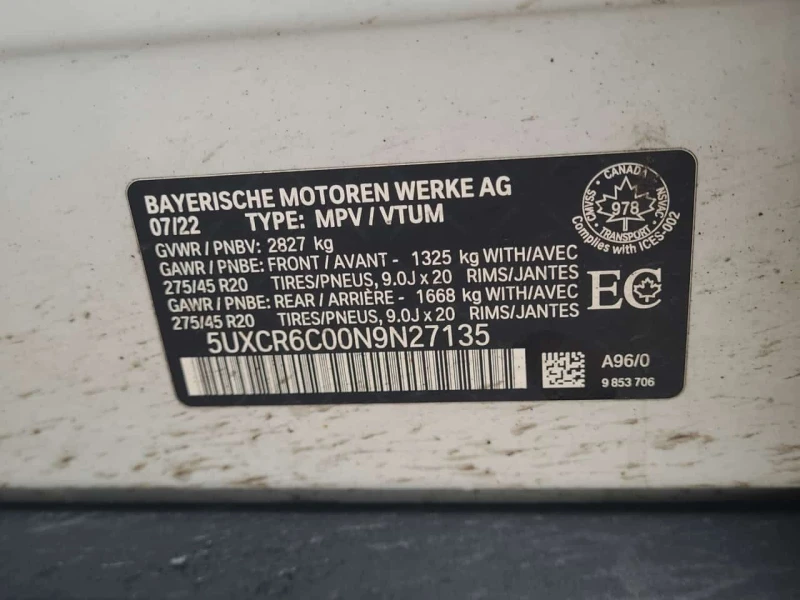 BAYERISCHE MOTOREN WERKE AG
07/22 TYPE: MPV / VTUM
GVWR / PNBV: 2827 kg
GAWR / PNBE: FRONT / AVANT - 1325 kg WITH/AVEC
275/45 R20 TIRES/PNEUS, 9.0J x 20 RIMS/JANTES
GAWR / PNBE: REAR / ARRIÈRE - 1668 kg WITH/AVEC
275/45 R20 TIRES/PNEUS, 9.0J x 20 RIMS/JANTES
5UXCR6C00N9N27135
CANADA
CMVSS
978
NSVAC
TRANSPORT
Complies with ICES-002
EC
A96/0
9 853 706